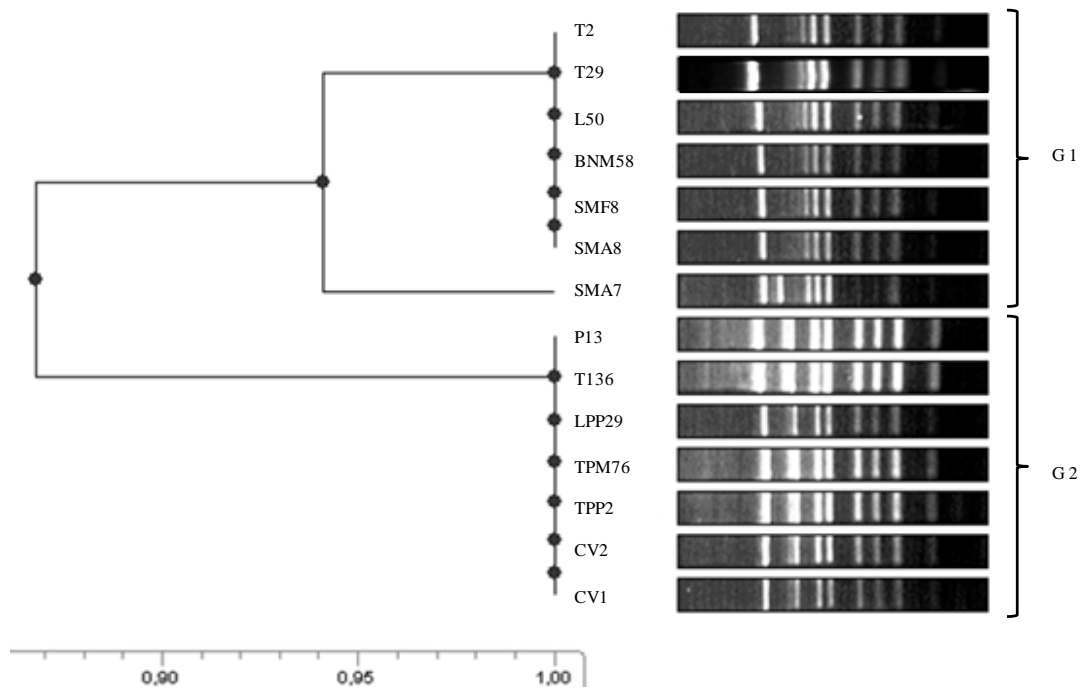 T2
T29
L50
BNM58
SMF8
SMA8
SMA7
G 1
P13
T136
LPP29
TPM76
TPP2
CV2
CV1
G 2
0,90 0,95 1,00